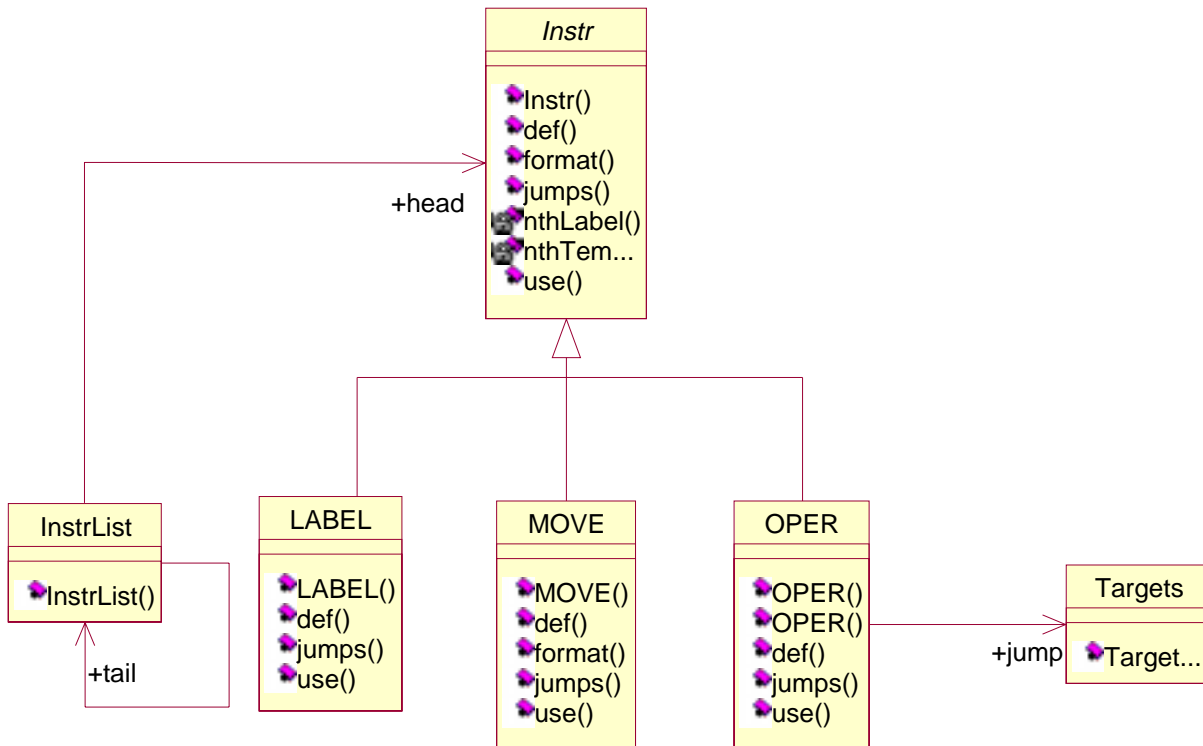 Instr
Instr()
def()
format()
jumps()
nthLabel()
nthTem...
use()
+head
InstrList
InstrList()
+tail
LABEL
LABEL()
def()
jumps()
use()
MOVE
MOVE()
def()
format()
jumps()
use()
OPER
OPER()
OPER()
def()
jumps()
use()
+jump
Targets
Target...